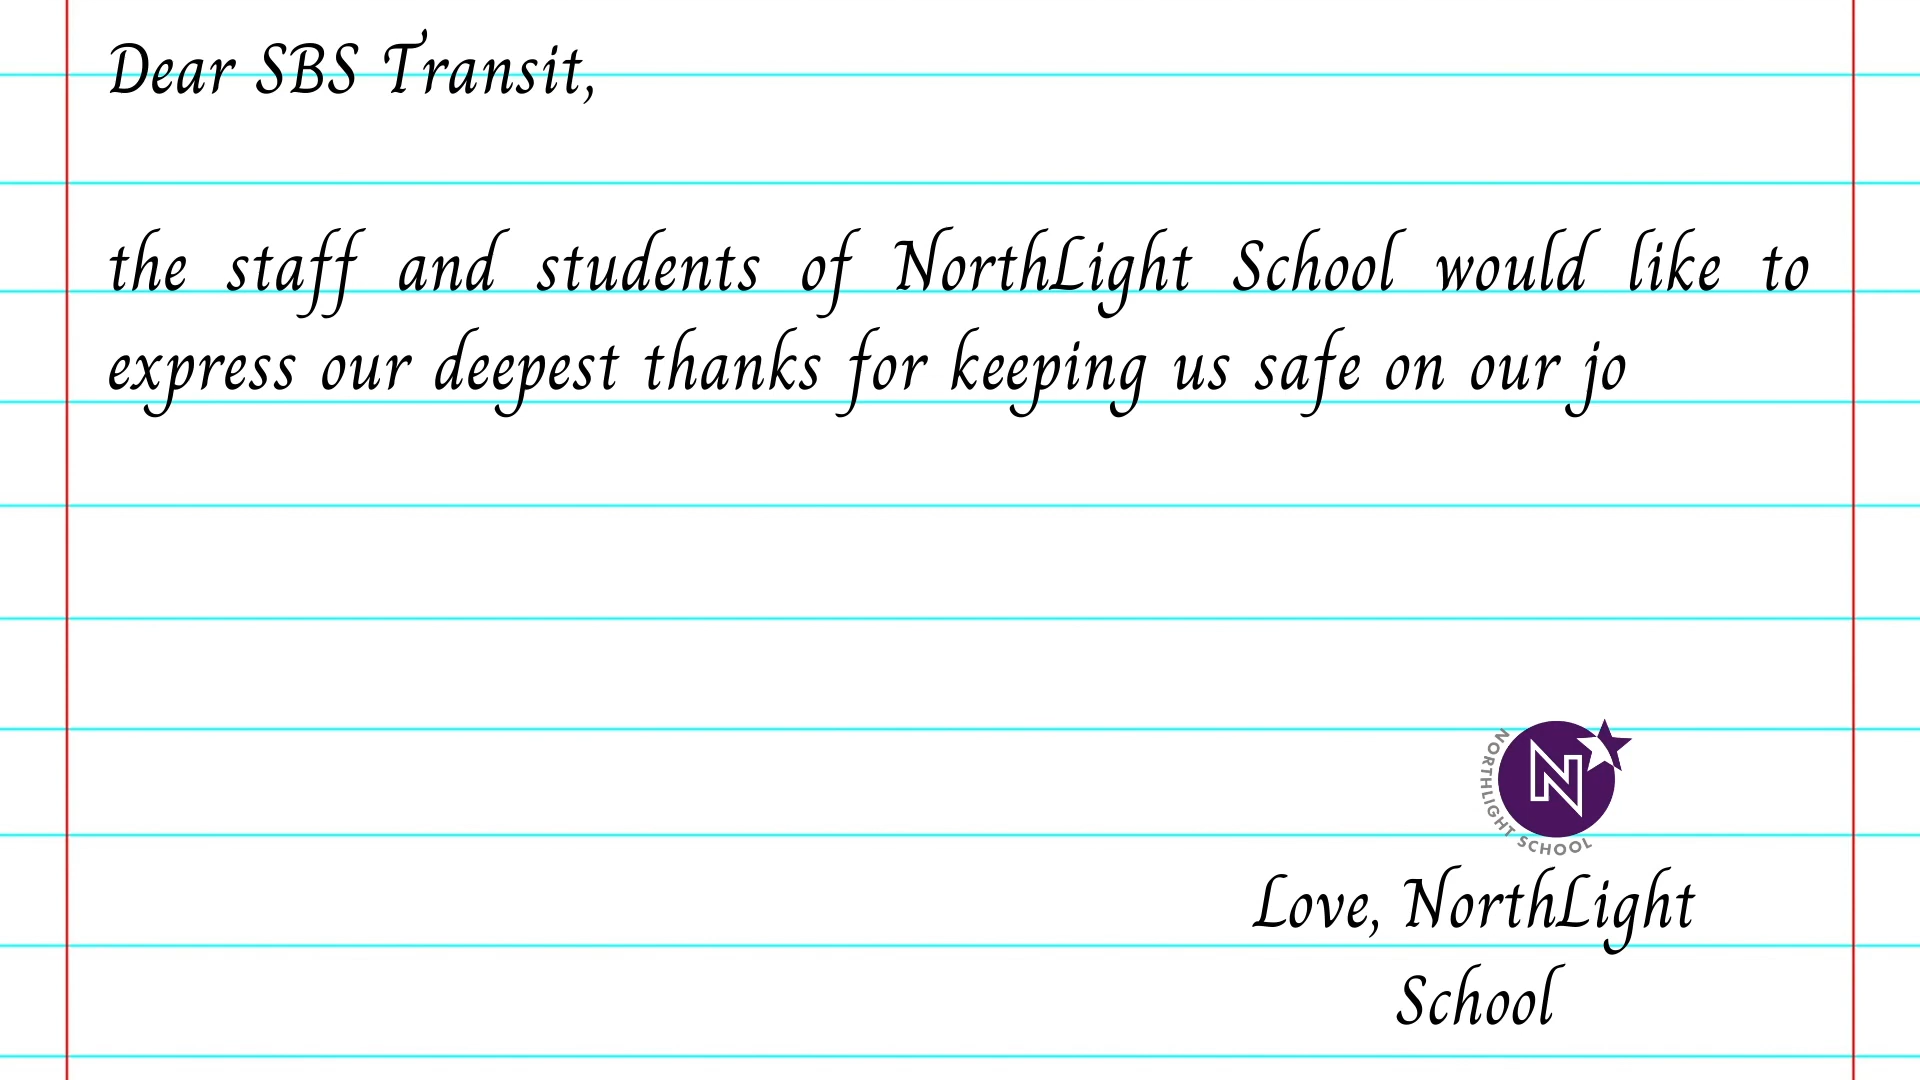 Dear SBS Transit,
the staff and students of NorthLight School would like to
express our deepest thanks for keeping us safe on our jo
N
NORTHLIGHT SCHOOL
Love, NorthLight
School